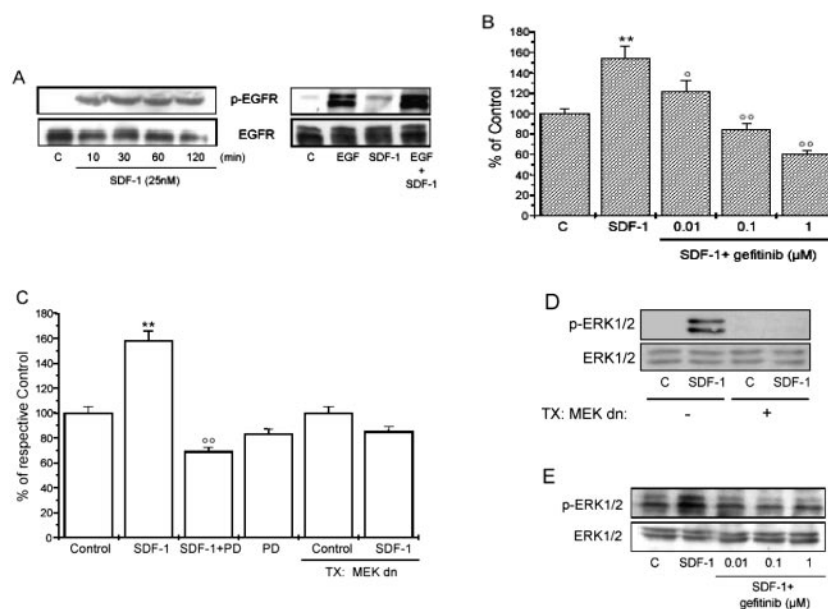 A
p-EGFR
EGFR
C 10 30 60 120 (min)
SDF-1 (25nM)
C EGF SDF-1 EGF
+
SDF-1
B
% of Control
180
160
140
120
100
80
60
40
20
0
**
°
°°
°°
C SDF-1 0.01 0.1 1
SDF-1+ gefitinib (µM)
C
% of respective Control
180
160
140
120
100
80
60
40
20
0
**
°°
Control SDF-1 SDF-1+PD PD Control SDF-1
TX: MEK dn
D
p-ERK1/2
ERK1/2
C SDF-1 C SDF-1
TX: MEK dn: - +
E
p-ERK1/2
ERK1/2
C SDF-1 0.01 0.1 1
SDF-1+
gefitinib (µM)